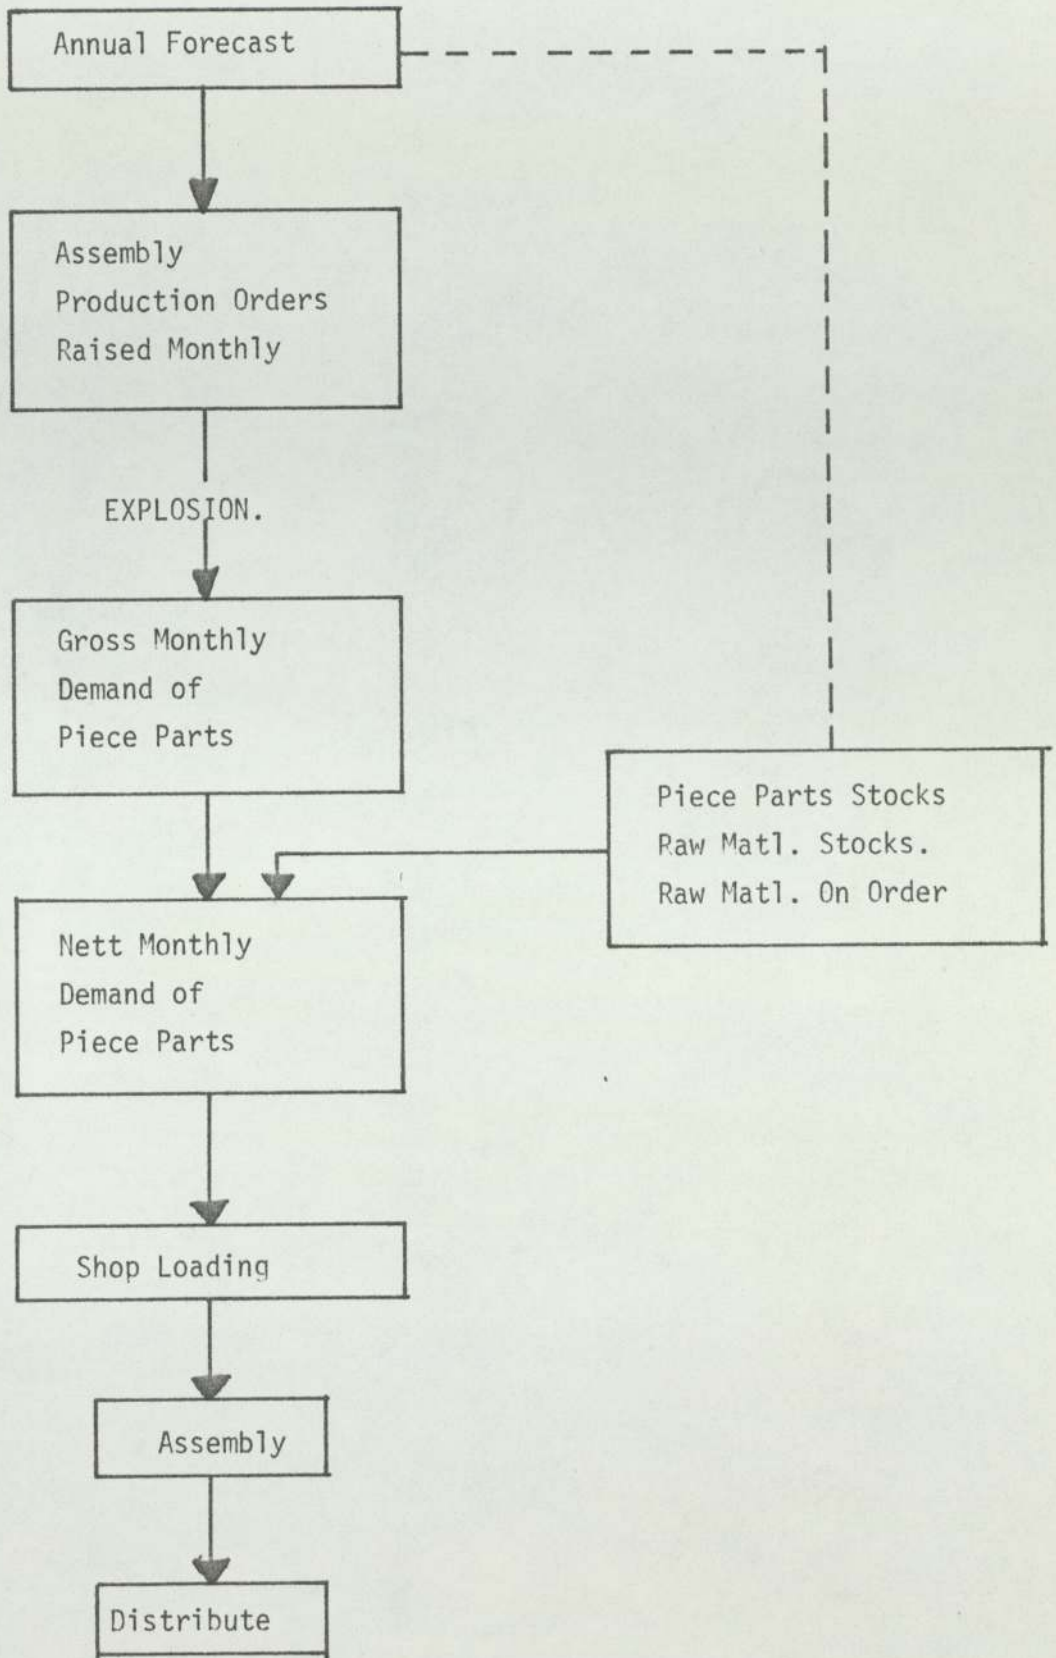 Annual Forecast
Assembly
Production Orders
Raised Monthly
EXPLOSION.
Gross Monthly
Demand of
Piece Parts
Piece Parts Stocks
Raw Matl. Stocks.
Raw Matl. On Order
Nett Monthly
Demand of
Piece Parts
Shop Loading
Assembly
Distribute